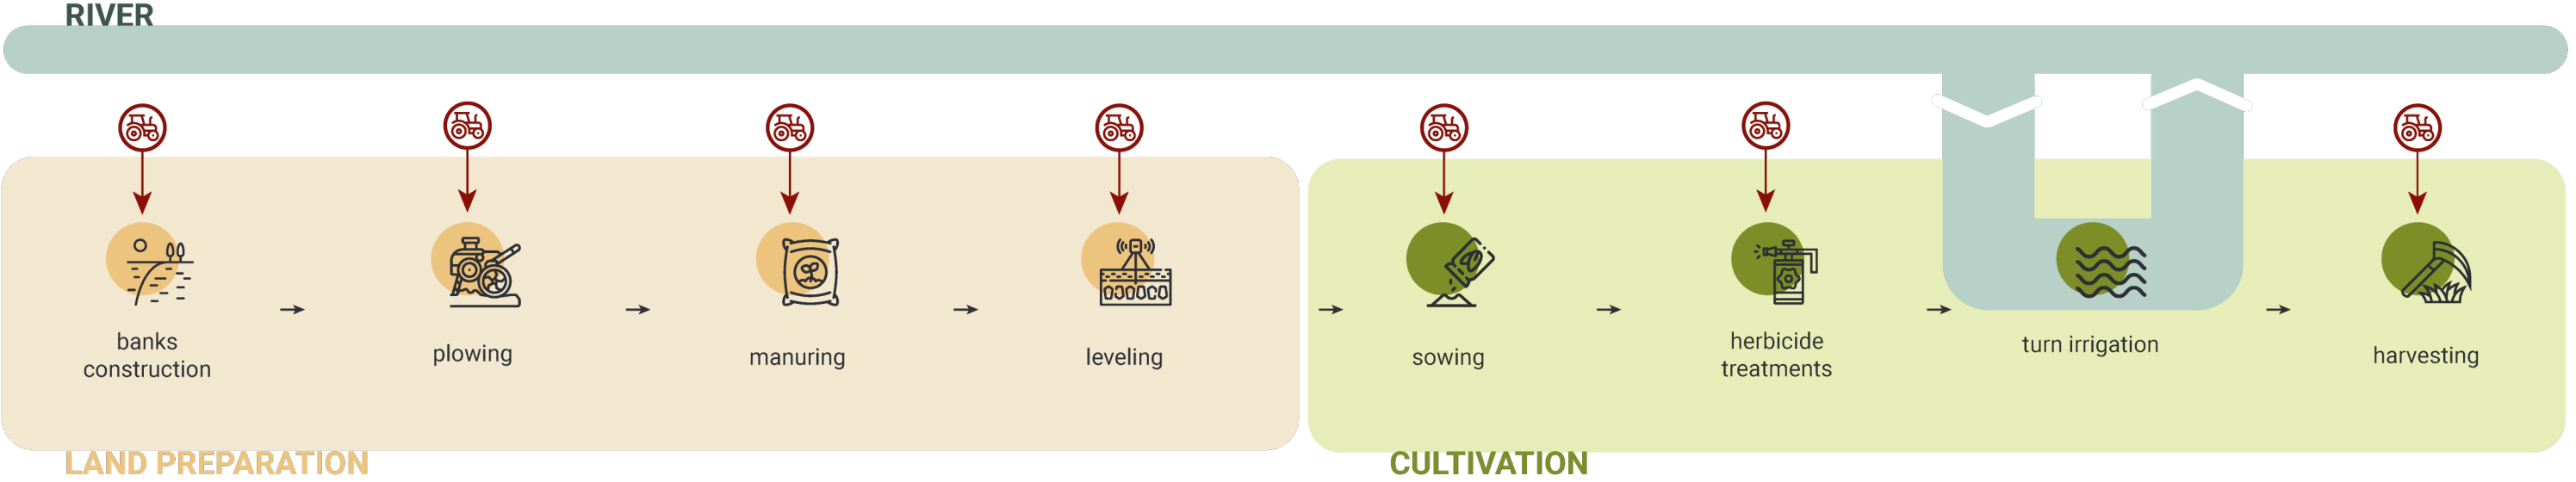 RIVER
banks
construction
plowing
manuring
leveling
sowing
herbicide
treatments
turn irrigation
harvesting
LAND PREPARATION
CULTIVATION